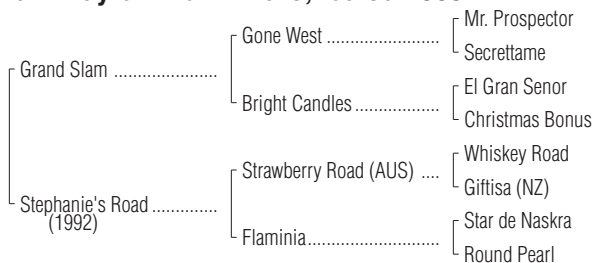 Mr. Prospector
Gone West ......................
Secrettame
Grand Slam ....................
El Gran Senor
Bright Candles ................
Christmas Bonus
Whiskey Road
Strawberry Road (AUS) ....
Giftisa (NZ)
Stephanie's Road .............
(1992)
Star de Naskra
Flaminia.........................
Round Pearl